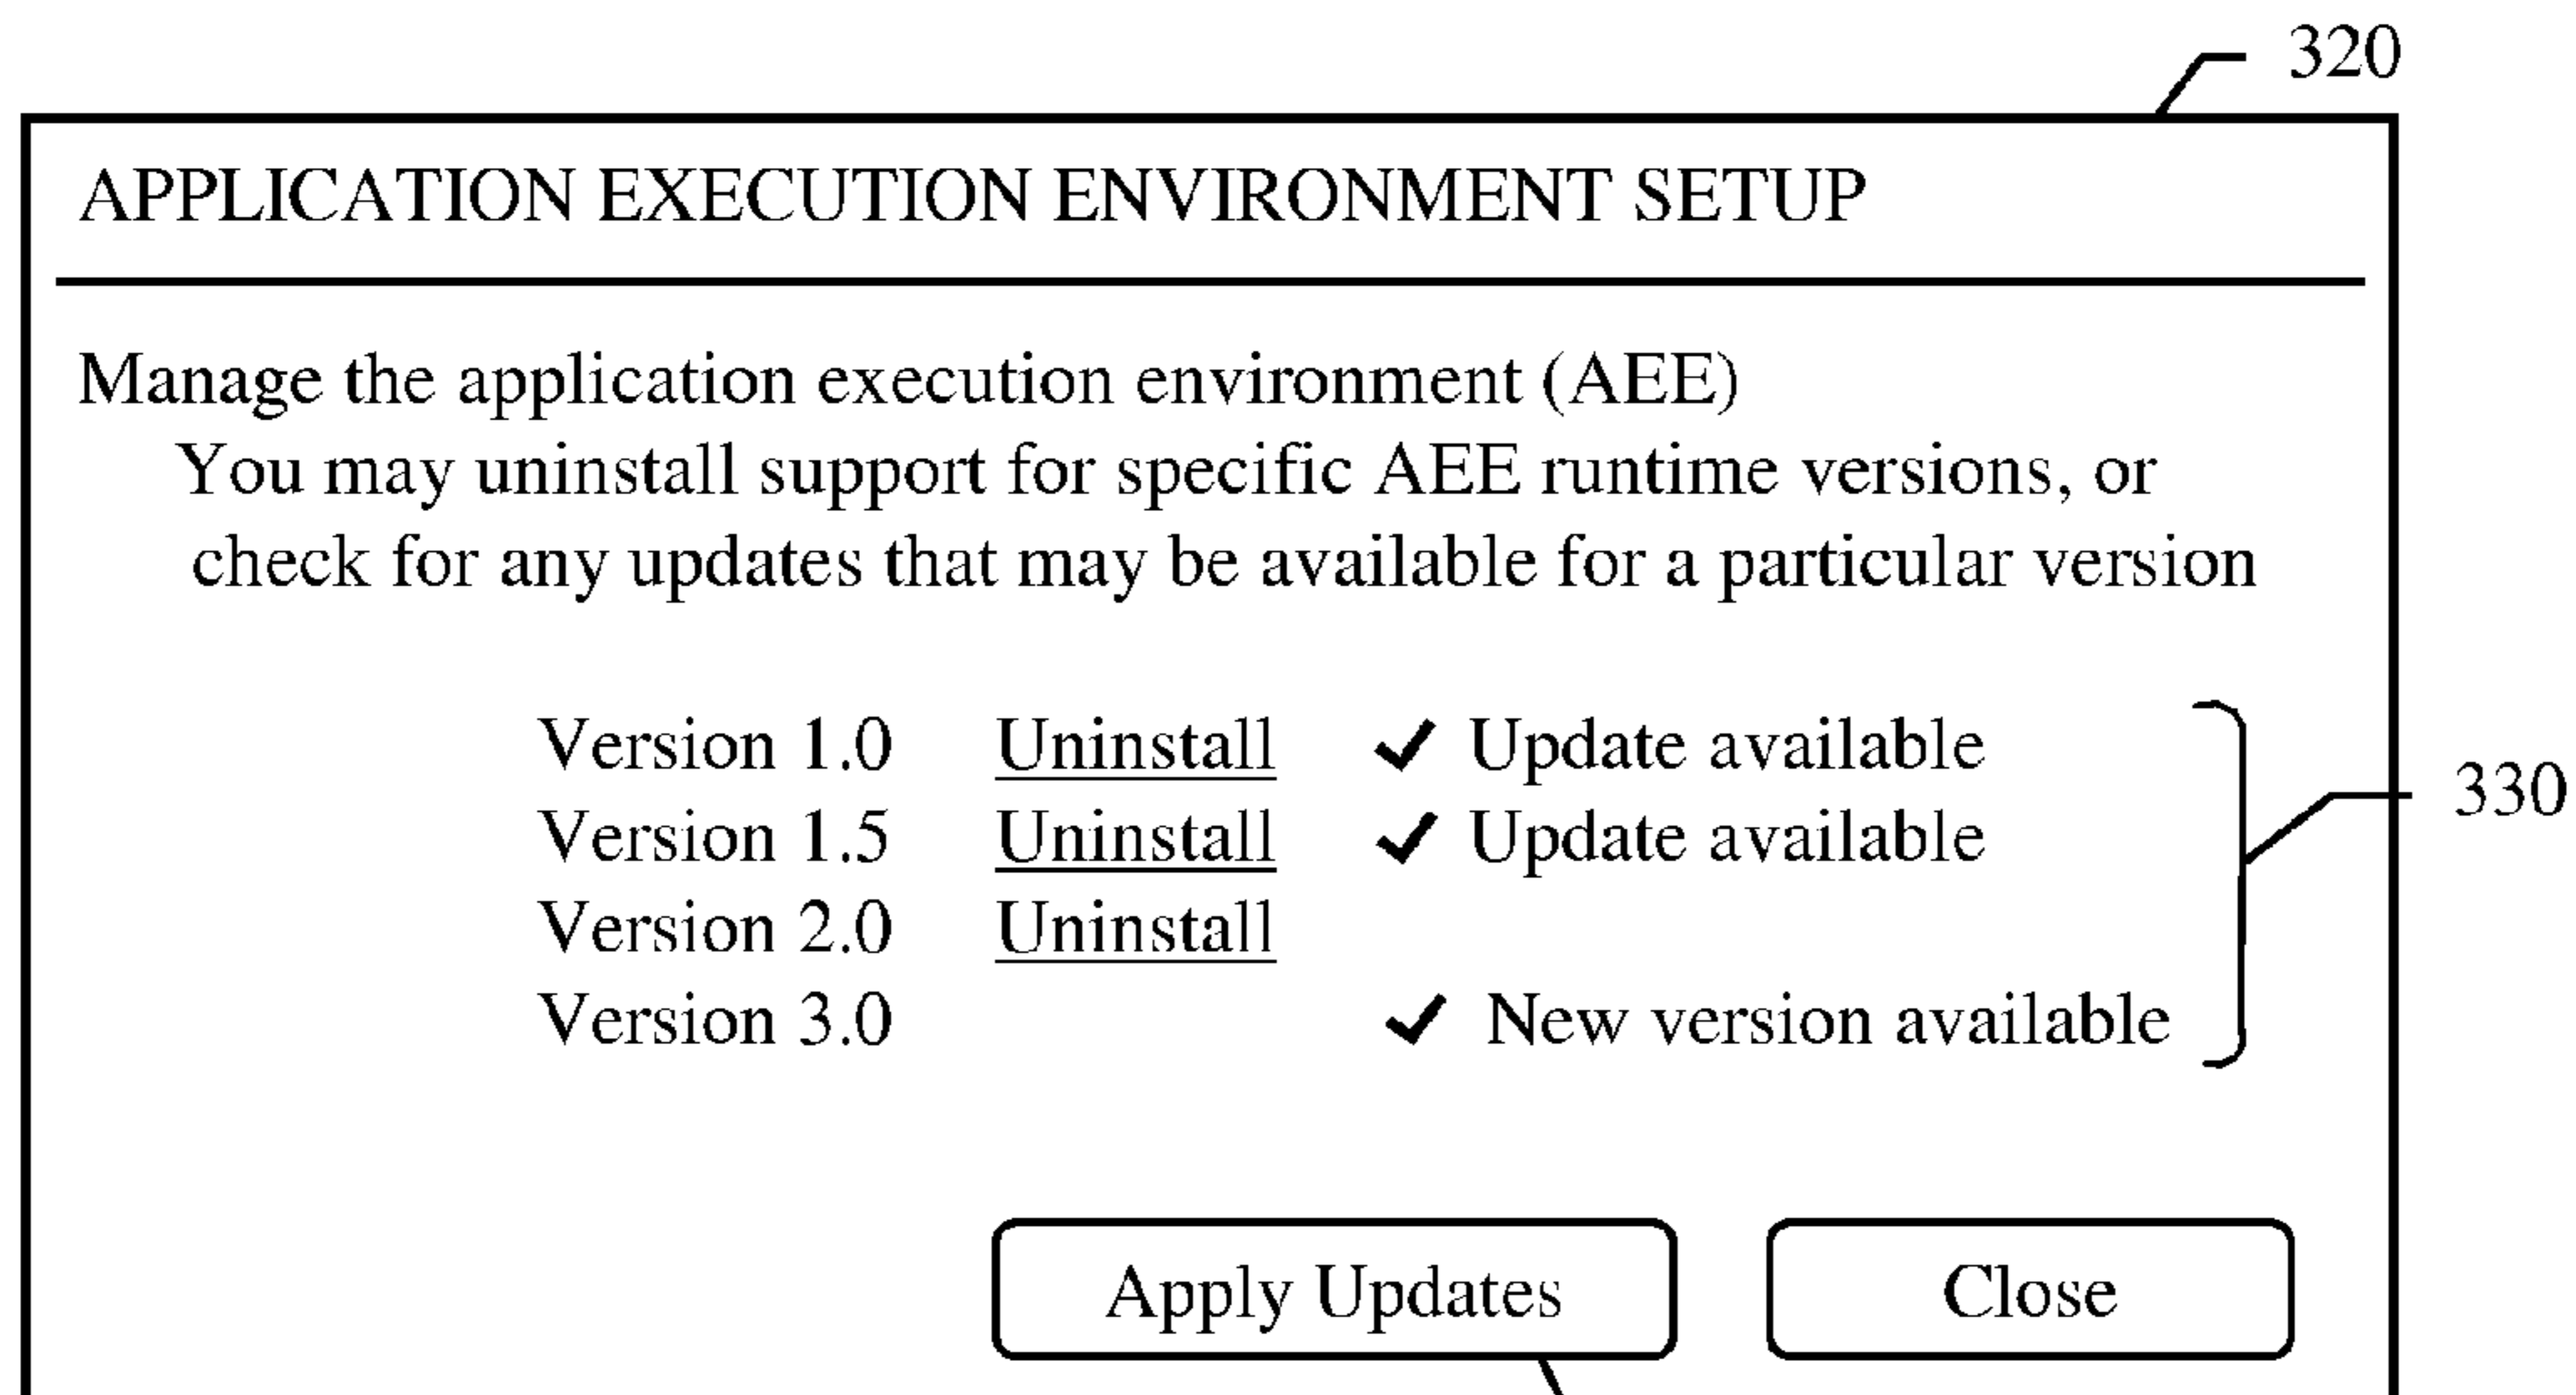 320
APPLICATION EXECUTION ENVIRONMENT SETUP
Manage the application execution environment (AEE)
You may uninstall support for specific AEE runtime versions, or
check for any updates that may be available for a particular version
Version 1.0 Uninstall ✔ Update available
330
Version 1.5 Uninstall ✔ Update available
Version 2.0 Uninstall
Version 3.0 ✔ New version available
Apply Updates Close